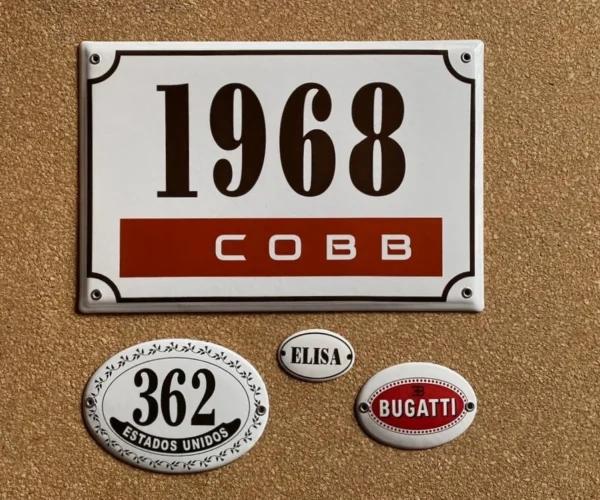 1968
COBB
ELISA
362
ESTADOS UNIDOS
BUGATTI